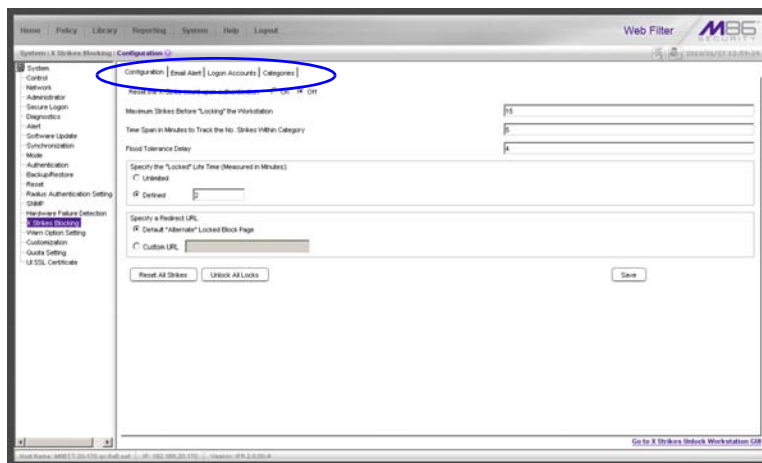 Home Policy Library Reporting System Help Logout
Web Filter M86 SECURITY
System : X Strikes Blocking : Configuration
System
Control
Network
Administrator
Secure Logon
Diagnostics
Alert
Software Update
Synchronization
Mode
Authentication
Backup/Restore
Reset
Radius Authentication Setting
SNMP
Hardware Failure Detection
X Strikes Blocking
Warn Option Setting
Customization
Quota Setting
UI SSL Certificate
Configuration Email Alert Logon Accounts Categories
upon authentication On Off
Maximum Strikes Before "Locking" the Workstation 15
Time Span in Minutes to Track the No. Strikes Within Category 5
Flood Tolerance Delay 4
Specify the "Locked" Life Time (Measured in Minutes)
Unlimited
Defined 2
Specify a Redirect URL
Default "Alternate" Locked Block Page
Custom URL
Reset All Strikes Unlock All Locks Save
Go to X Strikes Unlock Workstation GUI